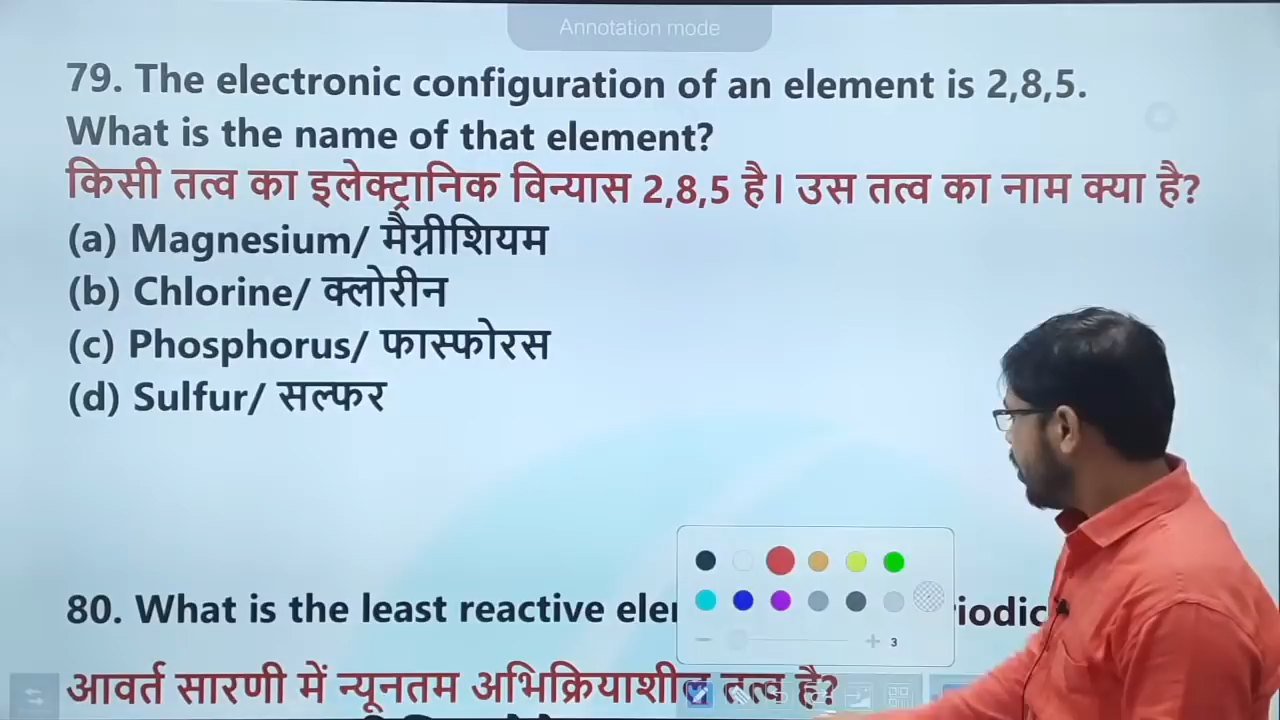 Annotation mode
79. The electronic configuration of an element is 2,8,5.
What is the name of that element?
किसी तत्व का इलेक्ट्रानिक विन्यास 2,8,5 है। उस तत्व का नाम क्या है?
(a) Magnesium/ मैग्नीशियम
(b) Chlorine/ क्लोरीन
(c) Phosphorus/ फास्फोरस
(d) Sulfur/ सल्फर
80. What is the least reactive
आवर्त सारणी में न्यूनतम अभिक्रियाशील तत्व है?
3